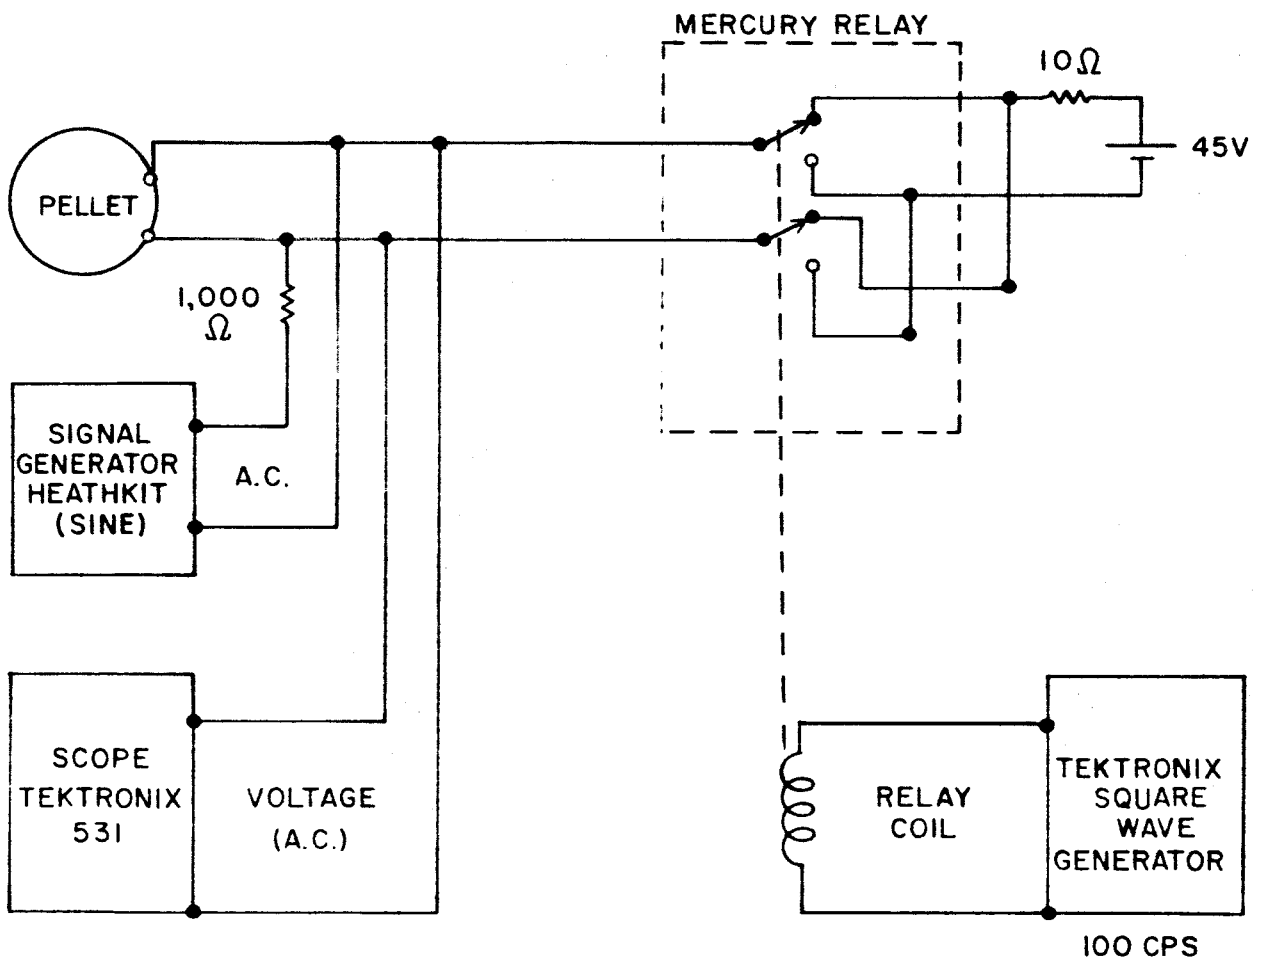 MERCURY RELAY
10Ω
45V
PELLET
1,000
Ω
SIGNAL
GENERATOR
HEATHKIT
(SINE)
A.C.
SCOPE
TEKTRONIX
531
VOLTAGE
(A.C.)
RELAY
COIL
TEKTRONIX
SQUARE
WAVE
GENERATOR
100 CPS